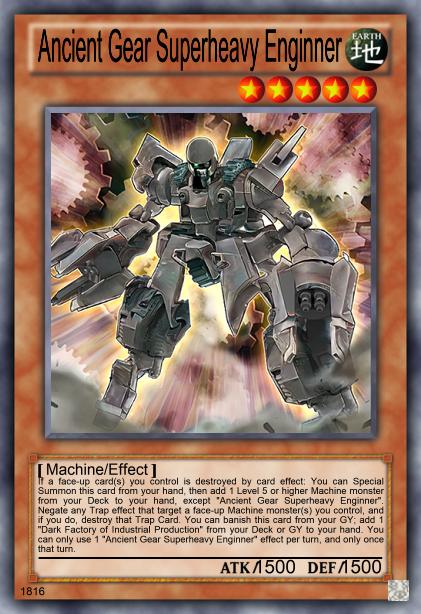 Ancient Gear Superheavy Enginner
EARTH
地
[ Machine/Effect ]
If a face-up card(s) you control is destroyed by card effect: You can Special
Summon this card from your hand, then add 1 Level 5 or higher Machine monster
from your Deck to your hand, except "Ancient Gear Superheavy Enginner".
Negate any Trap effect that target a face-up Machine monster(s) you control, and
if you do, destroy that Trap Card. You can banish this card from your GY; add 1
"Dark Factory of Industrial Production" from your Deck or GY to your hand. You
can only use 1 "Ancient Gear Superheavy Enginner" effect per turn, and only once
that turn.
ATK/1500 DEF/1500
1816